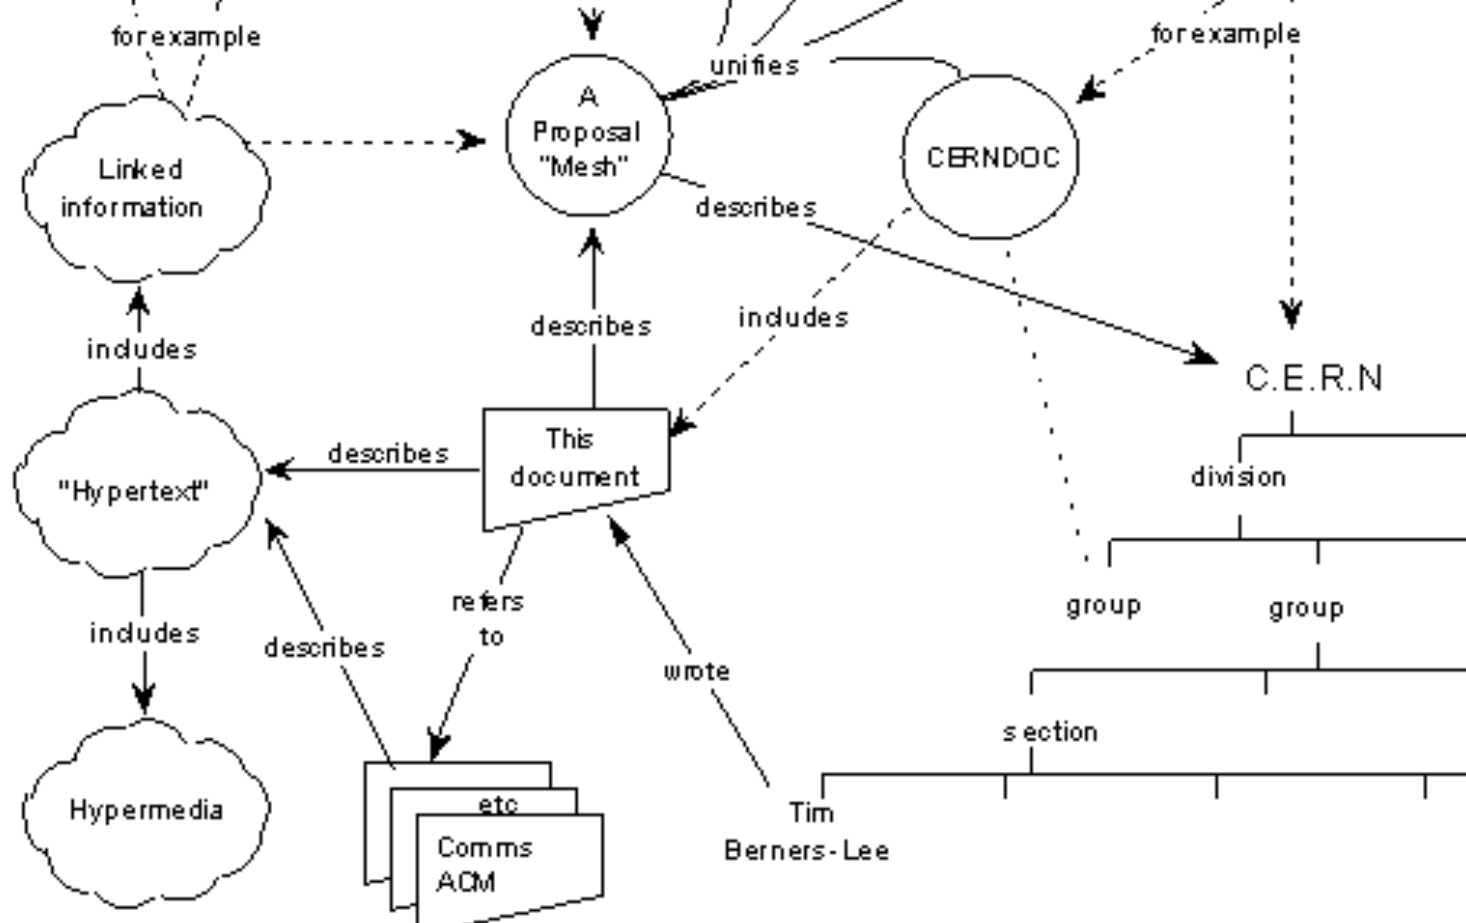 for example
for example
unifies
A
Proposal
"Mesh"
CERNDOC
Linked
information
describes
includes
describes
includes
C.E.R.N
This
document
describes
division
"Hypertext"
refers
to
group
group
includes
describes
wrote
section
Hypermedia
etc
Comms
ACM
Tim
Berners-Lee